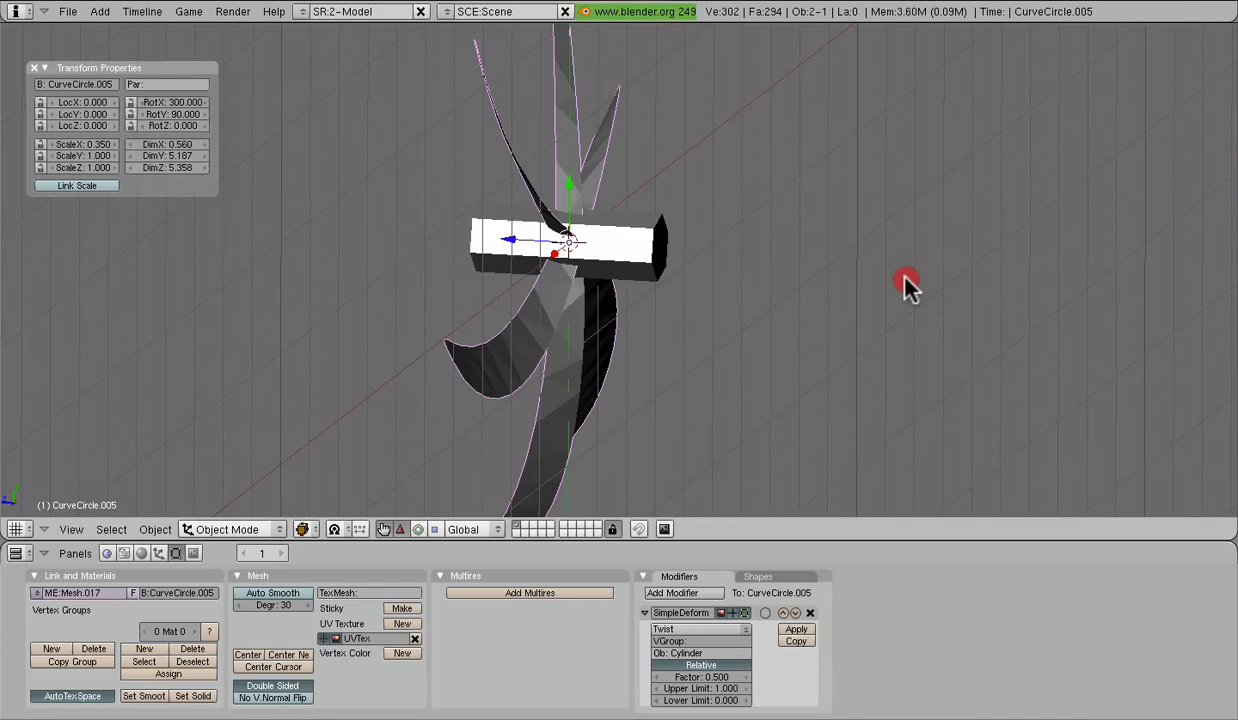 File Add Timeline Game Render Help SR:2-Model SCE:Scene www.blender.org 249 Ve:302 | Fa:294 | Ob:2-1 | La:0 | Mem:3.60M (0.09M) | Time: | CurveCircle.005
Transform Properties
B: CurveCircle.005 Par:
LocX: 0.000 RotX: 300.000
LocY: 0.000 RotY: 90.000
LocZ: 0.000 RotZ: 0.000
ScaleX: 0.350 DimX: 0.560
ScaleY: 1.000 DimY: 5.187
ScaleZ: 1.000 DimZ: 5.358
Link Scale
(1) CurveCircle.005
View Select Object Object Mode Global
Panels 1
Link and Materials Mesh Multires Modifiers Shapes
ME:Mesh.017 F OB:CurveCircle.005 Auto Smooth TexMesh: Add Multires Add Modifier To: CurveCircle.005
Vertex Groups Degr: 30 Sticky Make SimpleDeform
0 Mat 0 ? UV Texture New Twist Apply
UVTex VGroup: Copy
New Delete New Delete Center Center Ne Vertex Color New Ob: Cylinder
Copy Group Select Deselect Center Cursor Relative
Assign Factor: 0.500
Double Sided Upper Limit: 1.000
AutoTexSpace Set Smoot Set Solid No V.Normal Flip Lower Limit: 0.000